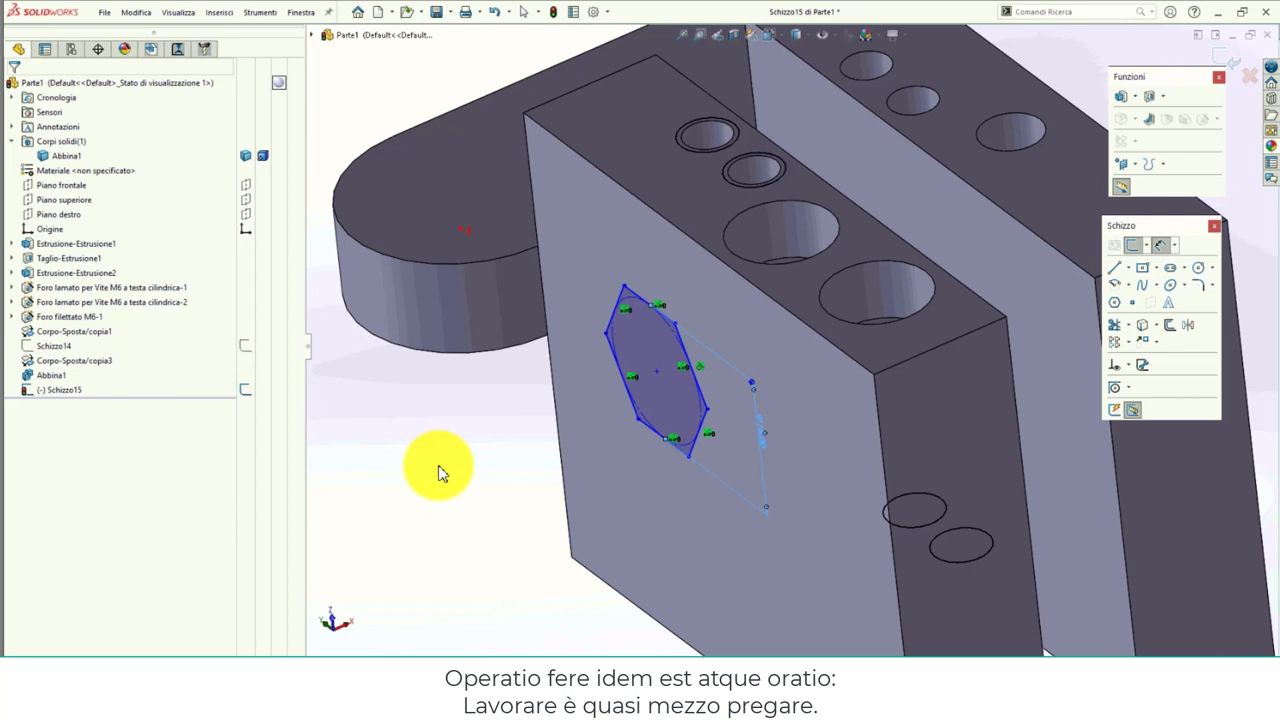 SOLIDWORKS
File Modifica Visualizza Inserisci Strumenti Finestra
Schizzo15 di Parte1 *
Comandi Ricerca
Parte1 (Default<<Default...
Parte1 (Default<<Default>_Stato di visualizzazione 1>)
Cronologia
Sensori
Annotazioni
Corpi solidi(1)
Abbina1
Materiale <non specificato>
Piano frontale
Piano superiore
Piano destro
Origine
Estrusione-Estrusione1
Taglio-Estrusione1
Estrusione-Estrusione2
Foro lamato per Vite M6 a testa cilindrica-1
Foro lamato per Vite M6 a testa cilindrica-2
Foro filettato M6-1
Corpo-Sposta/copia1
Schizzo14
Corpo-Sposta/copia3
Abbina1
(-) Schizzo15
Funzioni
Schizzo
Z
X
Operatio fere idem est atque oratio:
Lavorare è quasi mezzo pregare.